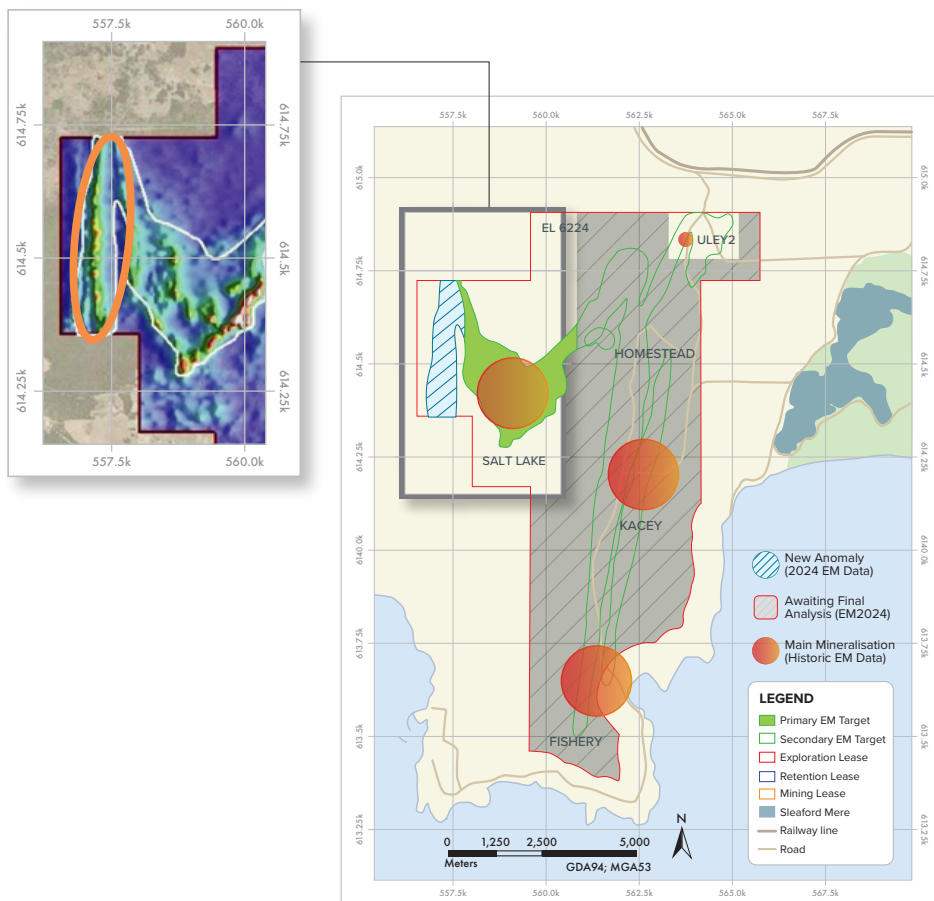 557.5k
560.0k
614.75k
614.75k
614.5k
614.5k
614.25k
614.25k
557.5k
560.0k
557.5k
560.0k
562.5k
565.0k
567.5k
615.0k
615.0k
EL 6224
ULEY2
614.75k
614.75k
HOMESTEAD
614.5k
614.5k
SALT LAKE
614.25k
614.25k
KACEY
6140.0k
6140.0k
New Anomaly
(2024 EM Data)
Awaiting Final
Analysis (EM2024)
613.75k
613.75k
Main Mineralisation
(Historic EM Data)
LEGEND
Primary EM Target
Secondary EM Target
Exploration Lease
Retention Lease
Mining Lease
Sleaford Mere
Railway line
Road
613.5k
613.5k
FISHERY
613.25k
613.25k
N
0 1,250 2,500 5,000
Meters
GDA94; MGA53
557.5k
560.0k
562.5k
565.0k
567.5k